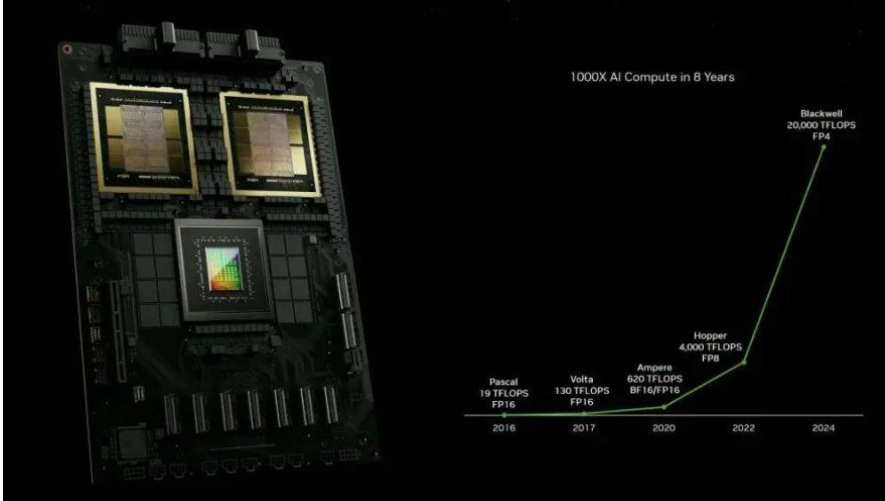 1000X AI Compute in 8 Years
Blackwell
20,000 TFLOPS
FP4
Hopper
4,000 TFLOPS
FP8
Ampere
620 TFLOPS
BF16/FP16
Volta
130 TFLOPS
FP16
Pascal
19 TFLOPS
FP16
2016 2017 2020 2022 2024